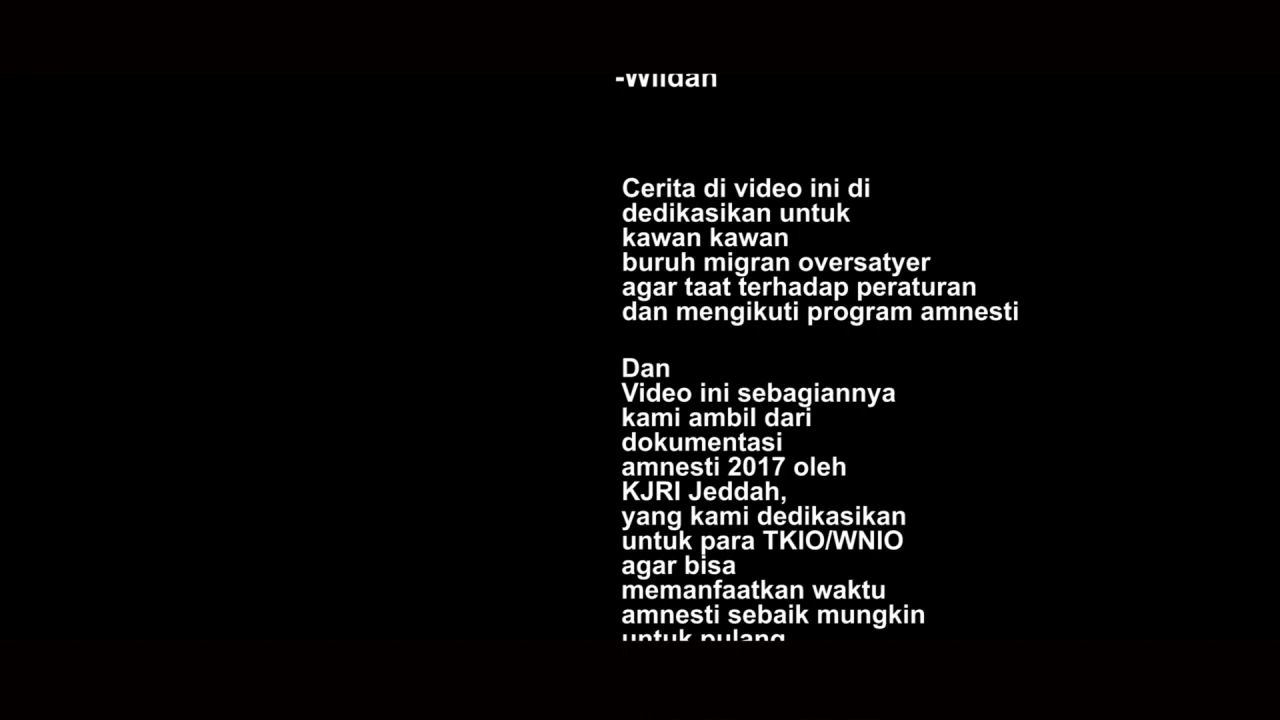 -Wildan
Cerita di video ini di
dedikasikan untuk
kawan kawan
buruh migran oversatyer
agar taat terhadap peraturan
dan mengikuti program amnesti
Dan
Video ini sebagiannya
kami ambil dari
dokumentasi
amnesti 2017 oleh
KJRI Jeddah,
yang kami dedikasikan
untuk para TKIO/WNIO
agar bisa
memanfaatkan waktu
amnesti sebaik mungkin
untuk pulang